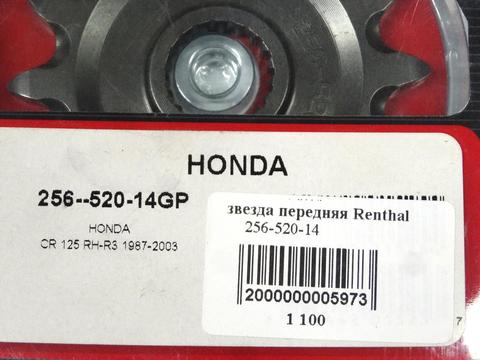 HONDA
256--520-14GP
HONDA
CR 125 RH-R3 1987-2003
звезда передняя Renthal
256-520-14
2000000005973
1 100
7